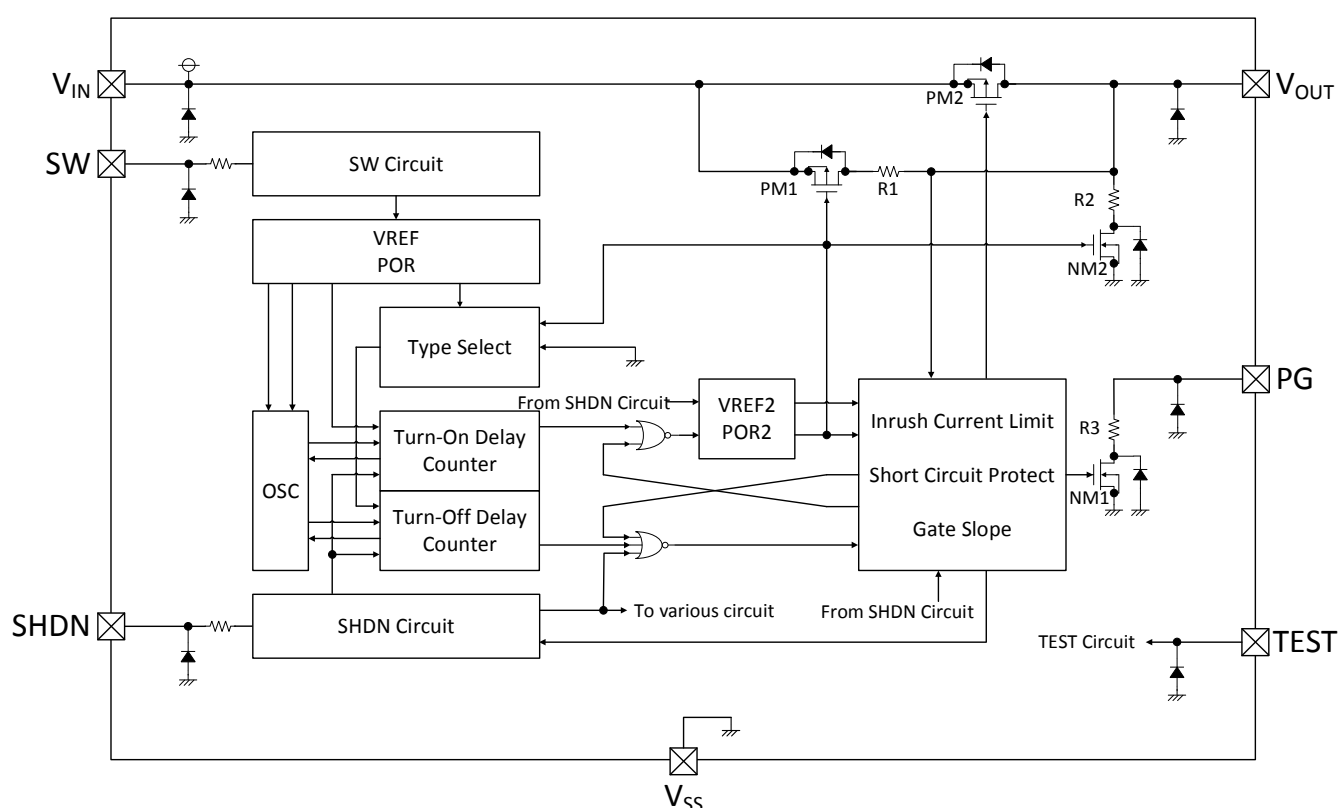 VIN
PM2
VOUT
SW
SW Circuit
PM1
R1
R2
VREF
POR
NM2
Type Select
PG
From SHDN Circuit
VREF2
POR2
Inrush Current Limit
R3
Turn-On Delay
Counter
OSC
Short Circuit Protect
NM1
Turn-Off Delay
Counter
Gate Slope
SHDN
SHDN Circuit
To various circuit
From SHDN Circuit
TEST Circuit
TEST
VSS